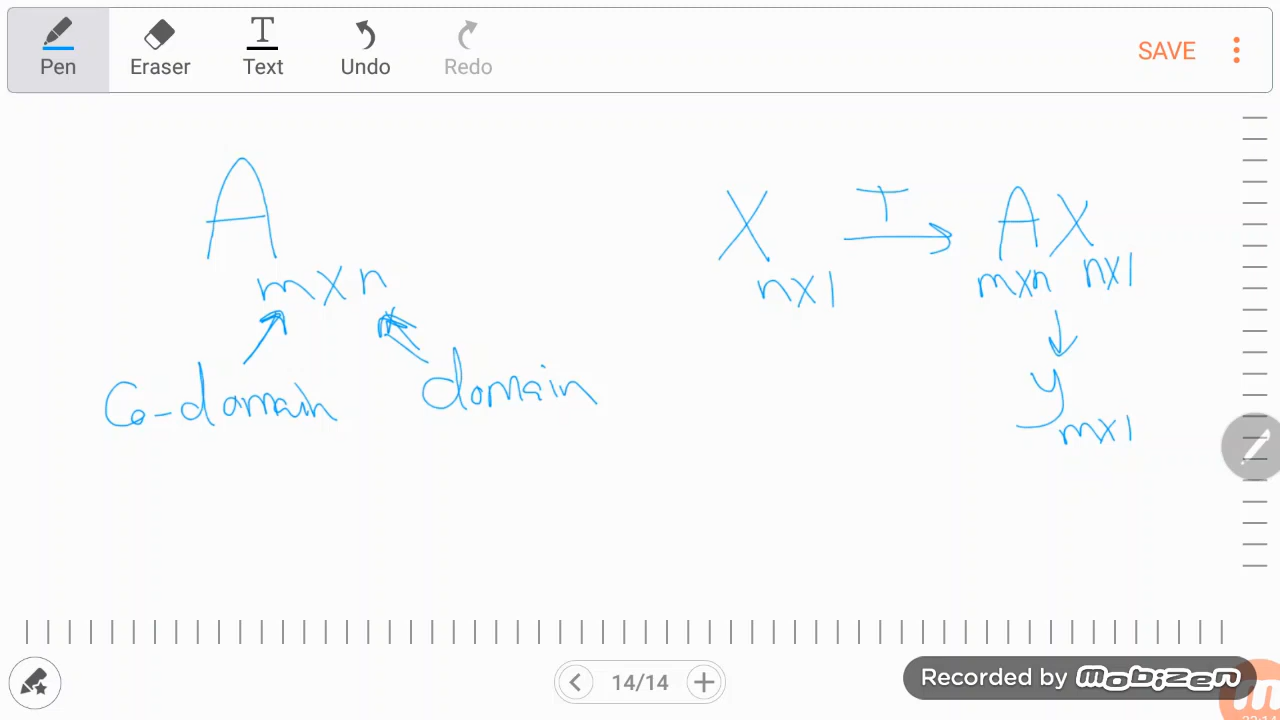 Pen Eraser Text Undo Redo SAVE
T
A
X T AX
m×n
n×1 m×n n×1
Co-domain domain
y
m×1
14/14
Recorded by mobizen